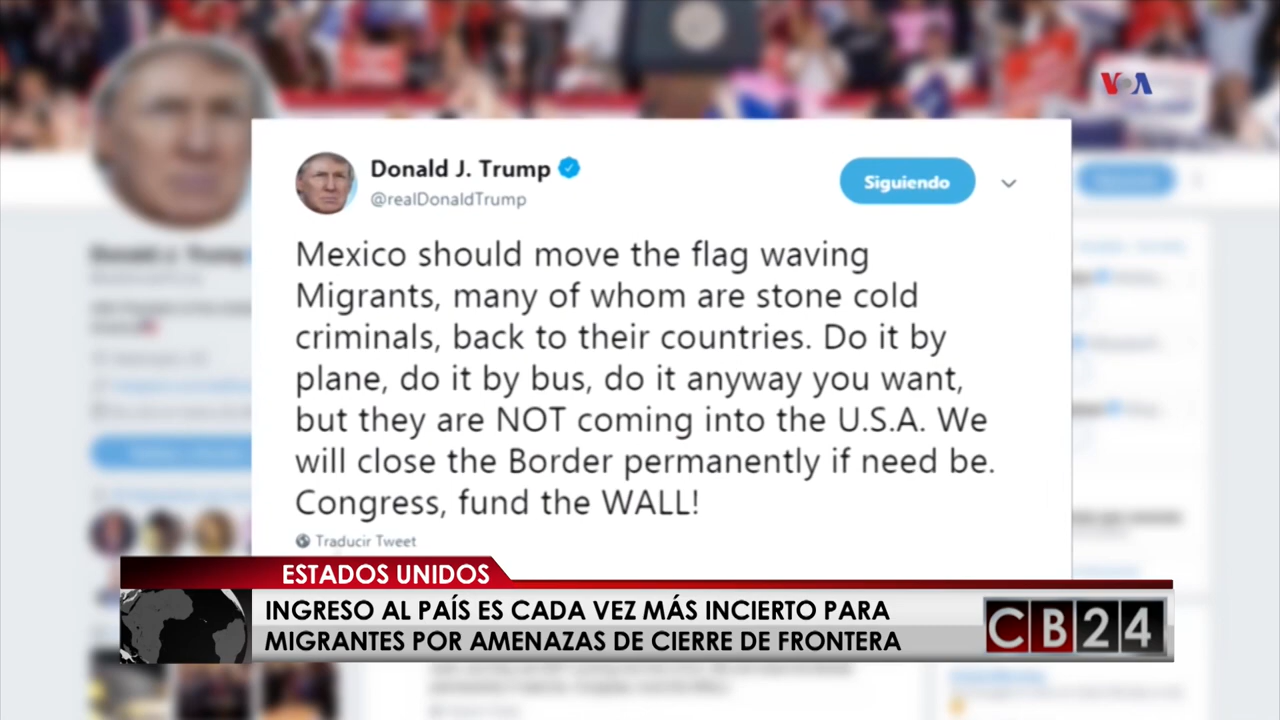 VOA
Donald J. Trump
@realDonaldTrump
Siguiendo
Mexico should move the flag waving
Migrants, many of whom are stone cold
criminals, back to their countries. Do it by
plane, do it by bus, do it anyway you want,
but they are NOT coming into the U.S.A. We
will close the Border permanently if need be.
Congress, fund the WALL!
Traducir Tweet
ESTADOS UNIDOS
INGRESO AL PAÍS ES CADA VEZ MÁS INCIERTO PARA
MIGRANTES POR AMENAZAS DE CIERRE DE FRONTERA
CB24